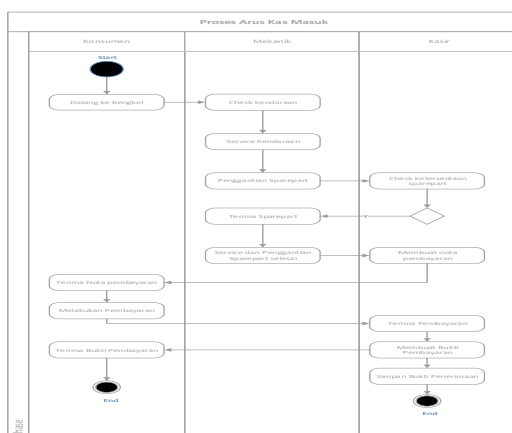 Proses Arus Kas Masuk
Konsumen
Mekanik
Kasir
Start
Datang ke bengkel
Check kendaraan
Service Kendaraan
Penggantian Sparepart
Check ketersediaan
sparepart
Y
Terima Sparepart
Service dan Penggantian
Sparepart selesai
Membuat nota
pembayaran
Terima Nota pembayaran
Melakukan Pembayaran
Terima Pembayaran
Membuat Bukti
Pembayaran
Terima Bukti Pembayaran
Simpan Bukti Penerimaan
End
End
Phase